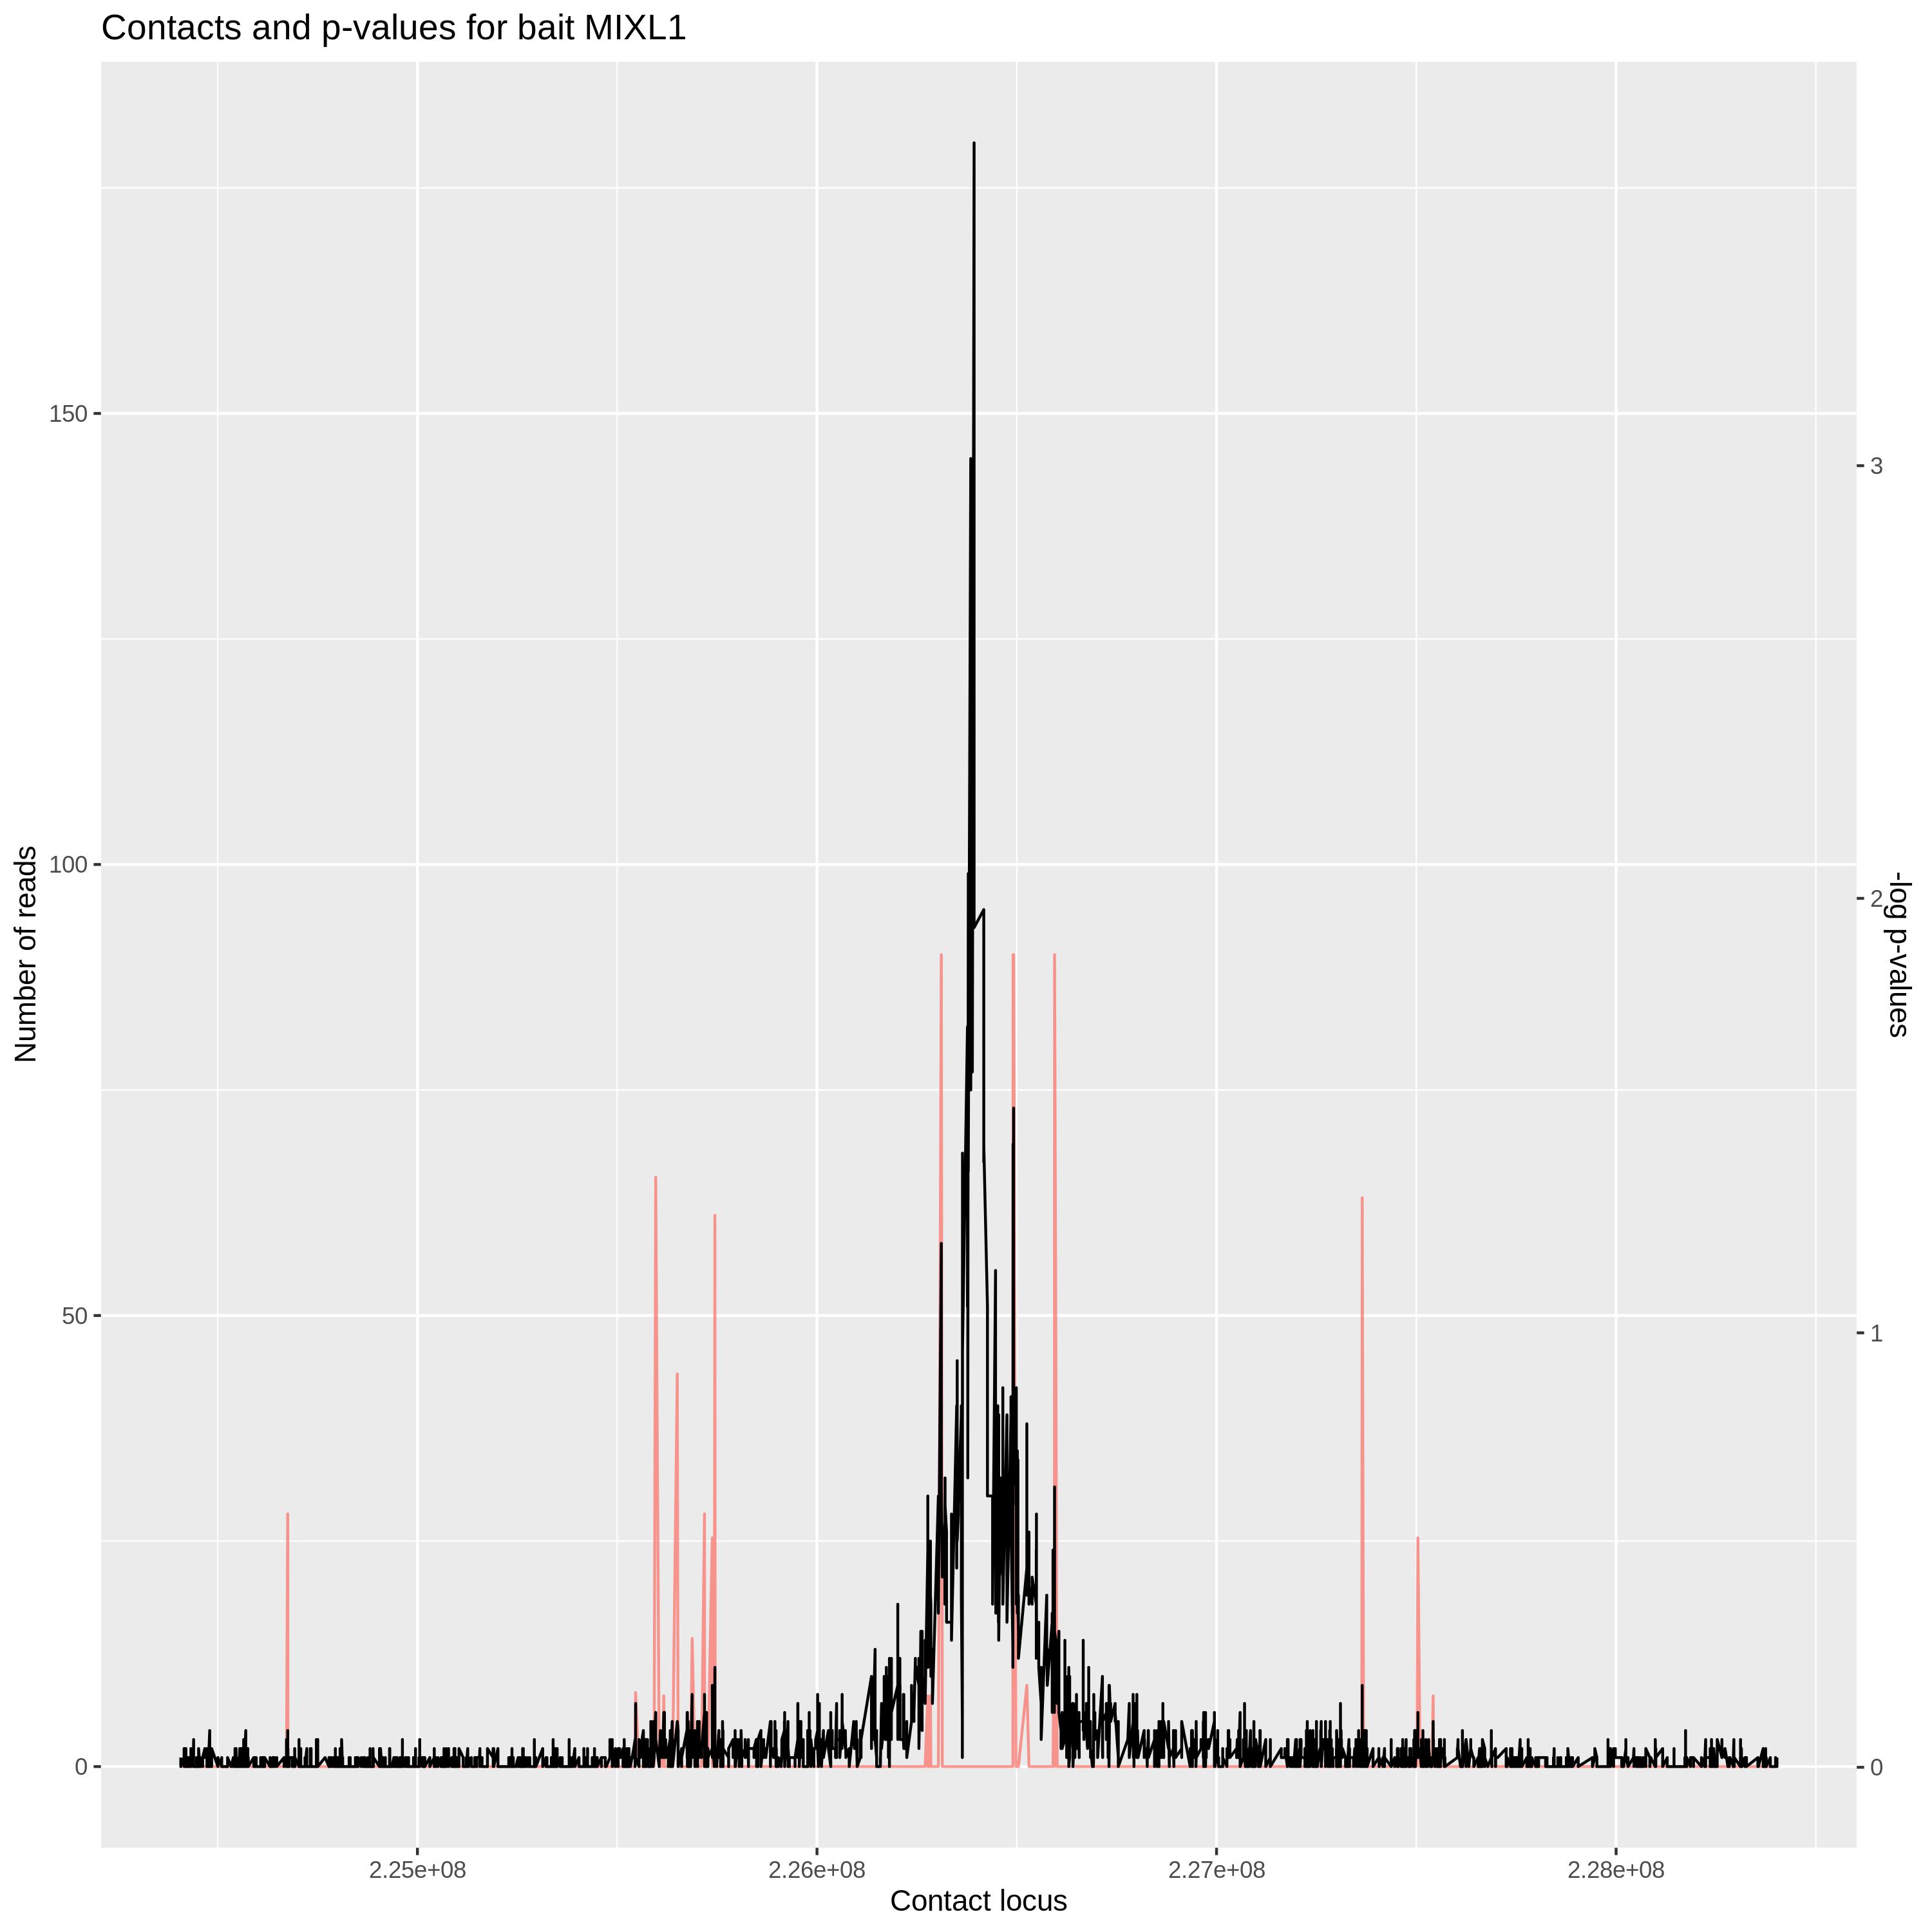 Contacts and p-values for bait MIXL1
Number of reads
150
100
50
0
3
2
1
0
-log p-values
2.25e+08
2.26e+08
2.27e+08
2.28e+08
Contact locus